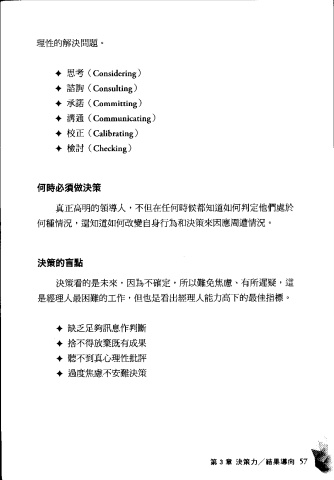 理性的解決問題。
✦ 思考（Considering）
✦ 諮詢（Consulting）
✦ 承諾（Committing）
✦ 溝通（Communicating）
✦ 校正（Calibrating）
✦ 檢討（Checking）
何時必須做決策
真正高明的領導人，不但在任何時候都知道如何判定他們處於
何種情況，還知道如何改變自身行為和決策來因應周遭情況。
決策的盲點
決策看的是未來，因為不確定，所以難免焦慮、有所遲疑，這
是經理人最困難的工作，但也是看出經理人能力高下的最佳指標。
✦ 缺乏足夠訊息作判斷
✦ 捨不得放棄既有成果
✦ 聽不到真心理性批評
✦ 過度焦慮不安難決策
第 3 章 決策力／結果導向 57